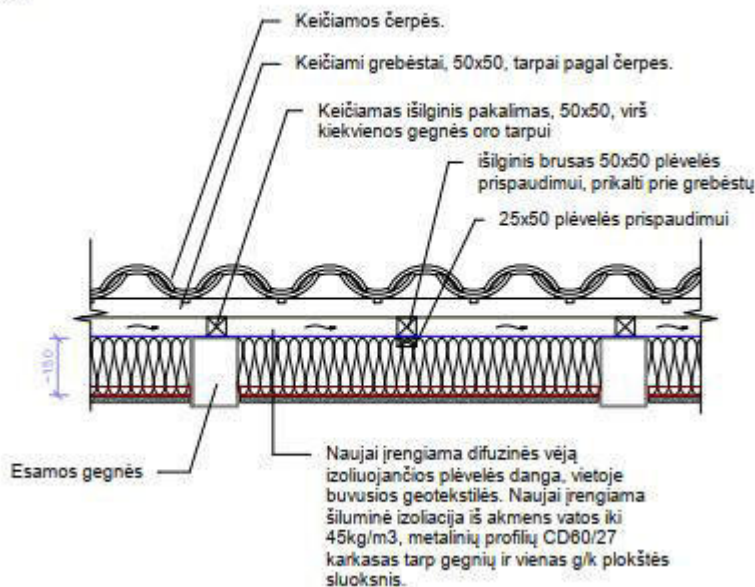 Keičiamos čerpės.
Keičiami grebėstai, 50x50, tarpai pagal čerpes.
Keičiamas išilginis pakalimas, 50x50, virš
kiekvienos gegnės oro tarpui
išilginis brusas 50x50 plėvelės
prispaudimui, prikalti prie grebėstų
25x50 plėvelės prispaudimui
~150
Esamos gegnės
Naujai įrengiama difuzinės vėją
izoliuojančios plėvelės danga, vietoje
buvusios geotekstilės. Naujai įrengiama
šiluminė izoliacija iš akmens vatos iki
45kg/m3, metalinių profilių CD60/27
karkasas tarp gegnių ir vienas g/k plokštės
sluoksnis.